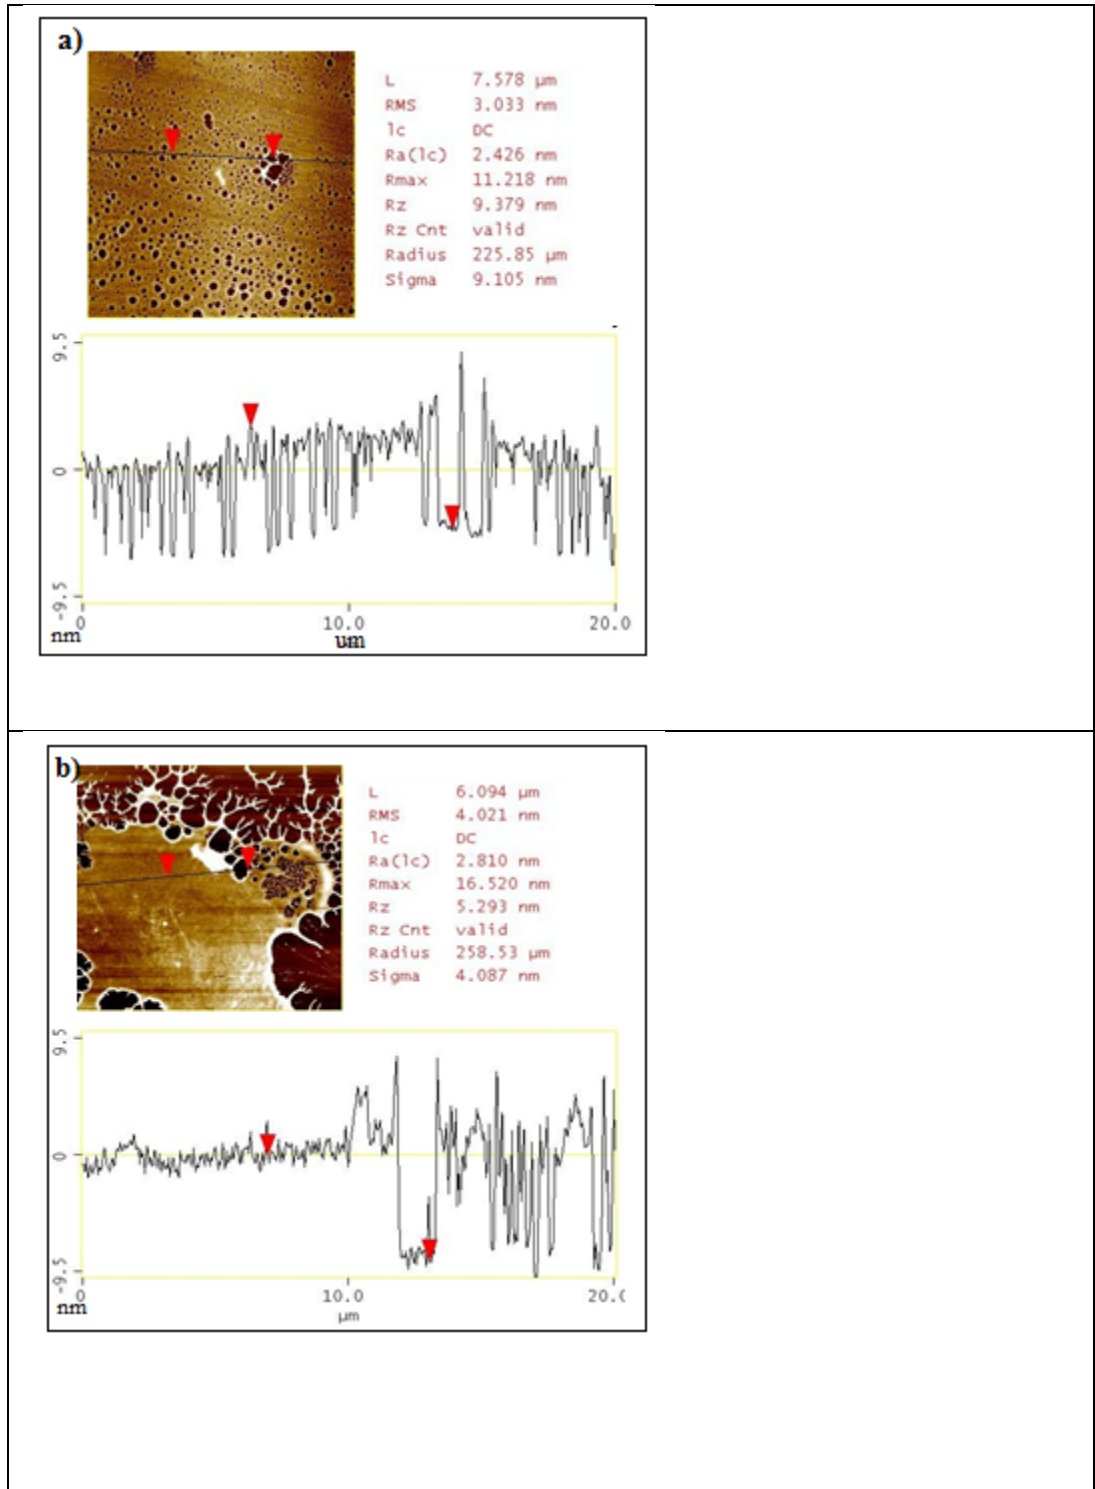 a)
L 7.578 µm
RMS 3.033 nm
lc DC
Ra(lc) 2.426 nm
Rmax 11.218 nm
Rz 9.379 nm
Rz Cnt valid
Radius 225.85 µm
Sigma 9.105 nm
9.5
0
-9.5
0 10.0 20.0
nm um
b)
L 6.094 µm
RMS 4.021 nm
lc DC
Ra(lc) 2.810 nm
Rmax 16.520 nm
Rz 5.293 nm
Rz Cnt valid
Radius 258.53 µm
Sigma 4.087 nm
9.5
0
-9.5
0 10.0 20.0
nm µm